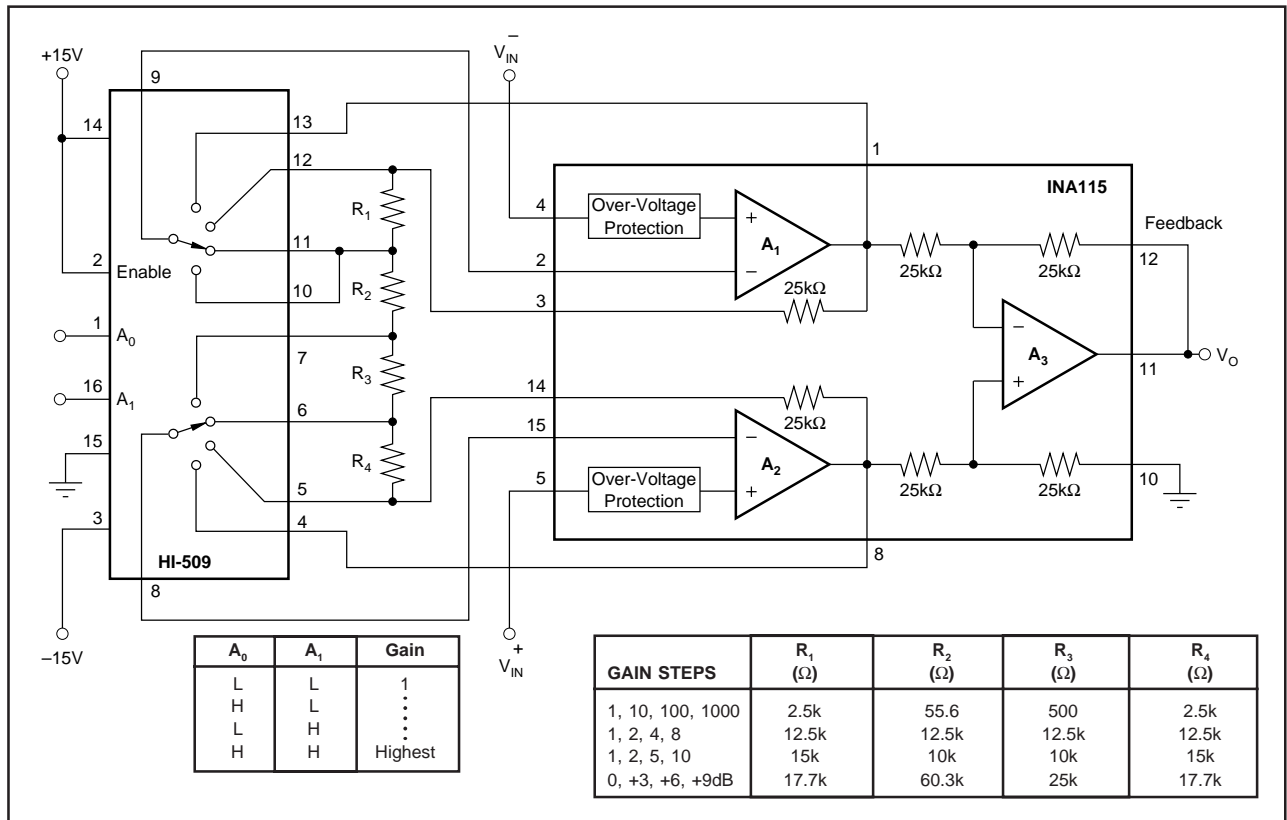 +15V
9
V_IN^–
14
13
12
1
INA115
4
Over-Voltage
Protection
+
A₁
–
Feedback
R₁
11
25kΩ
25kΩ
12
2
Enable
2
10
R₂
3
25kΩ
1
A₀
7
–
A₃
+
V_O
11
R₃
16
A₁
14
6
25kΩ
15
15
–
A₂
+
R₄
5
5
Over-Voltage
Protection
25kΩ
25kΩ
10
3
4
HI-509
8
8
–15V
V_IN^+
A₀ A₁ Gain
L L 1
H L
L H
H H Highest
GAIN STEPS R₁ (Ω) R₂ (Ω) R₃ (Ω) R₄ (Ω)
1, 10, 100, 1000 2.5k 55.6 500 2.5k
1, 2, 4, 8 12.5k 12.5k 12.5k 12.5k
1, 2, 5, 10 15k 10k 10k 15k
0, +3, +6, +9dB 17.7k 60.3k 25k 17.7k